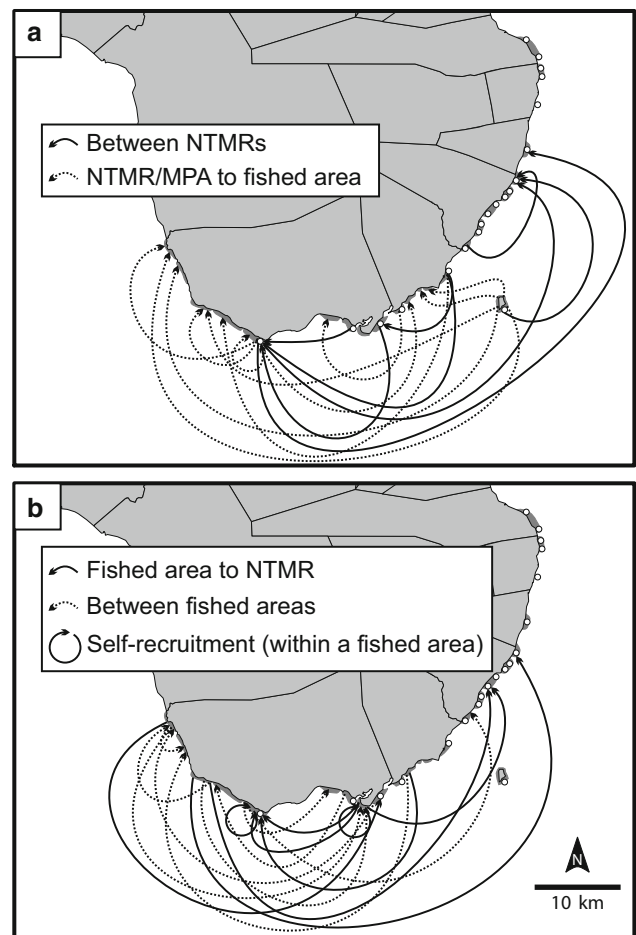 a
Between NTMRs
NTMR/MPA to fished area
b
Fished area to NTMR
Between fished areas
Self-recruitment (within a fished area)
N
10 km